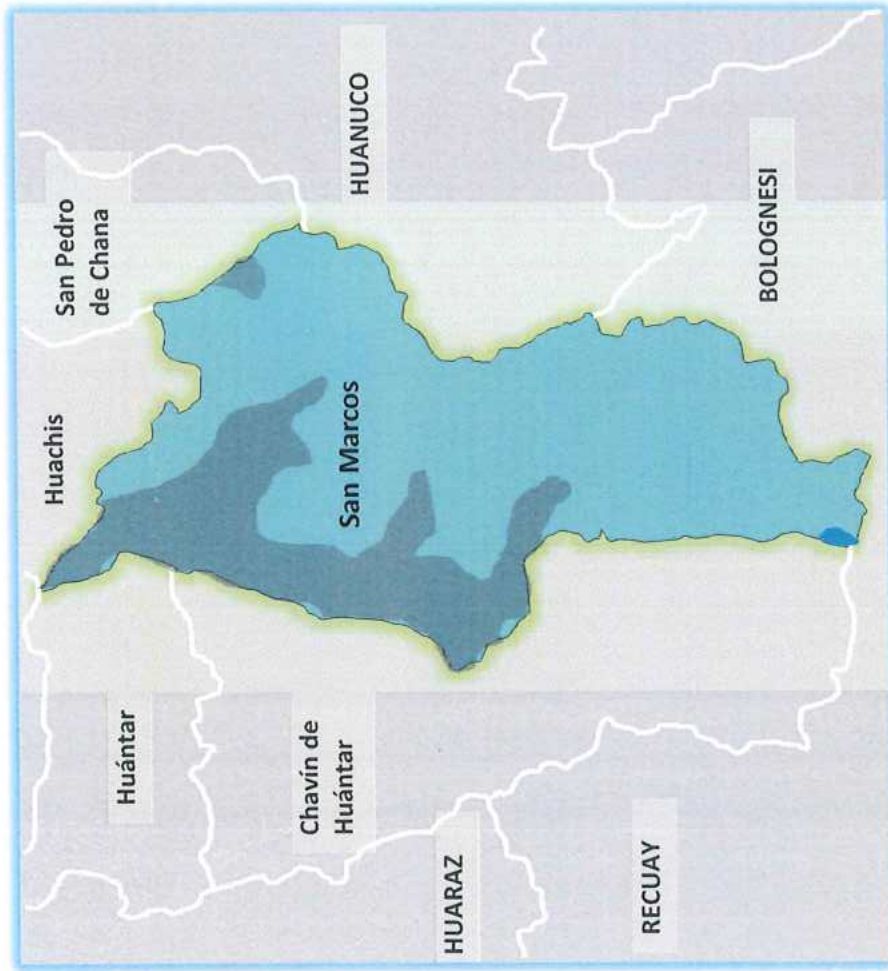 Huachis
San Pedro
de Chana
Huántar
Chavín de
Huántar
San Marcos
HUANUCO
HUARAZ
RECUAY
BOLOGNESI